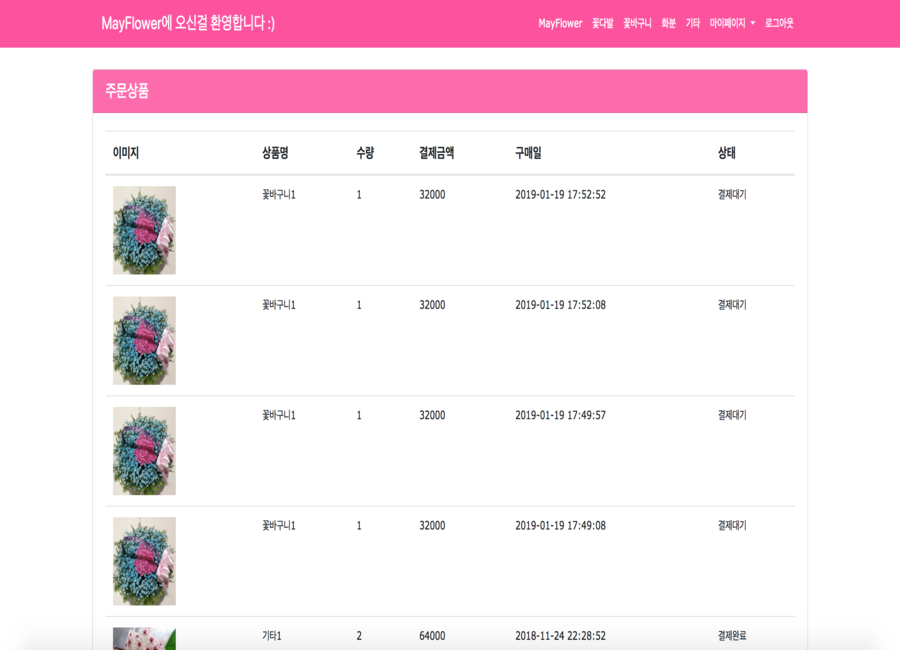 MayFlower에 오신걸 환영합니다 :)
MayFlower 꽃다발 꽃바구니 화분 기타 마이페이지 로그아웃
주문상품
이미지 상품명 수량 결제금액 구매일 상태
꽃바구니1 1 32000 2019-01-19 17:52:52 결제대기
꽃바구니1 1 32000 2019-01-19 17:52:08 결제대기
꽃바구니1 1 32000 2019-01-19 17:49:57 결제대기
꽃바구니1 1 32000 2019-01-19 17:49:08 결제대기
기타1 2 64000 2018-11-24 22:28:52 결제완료